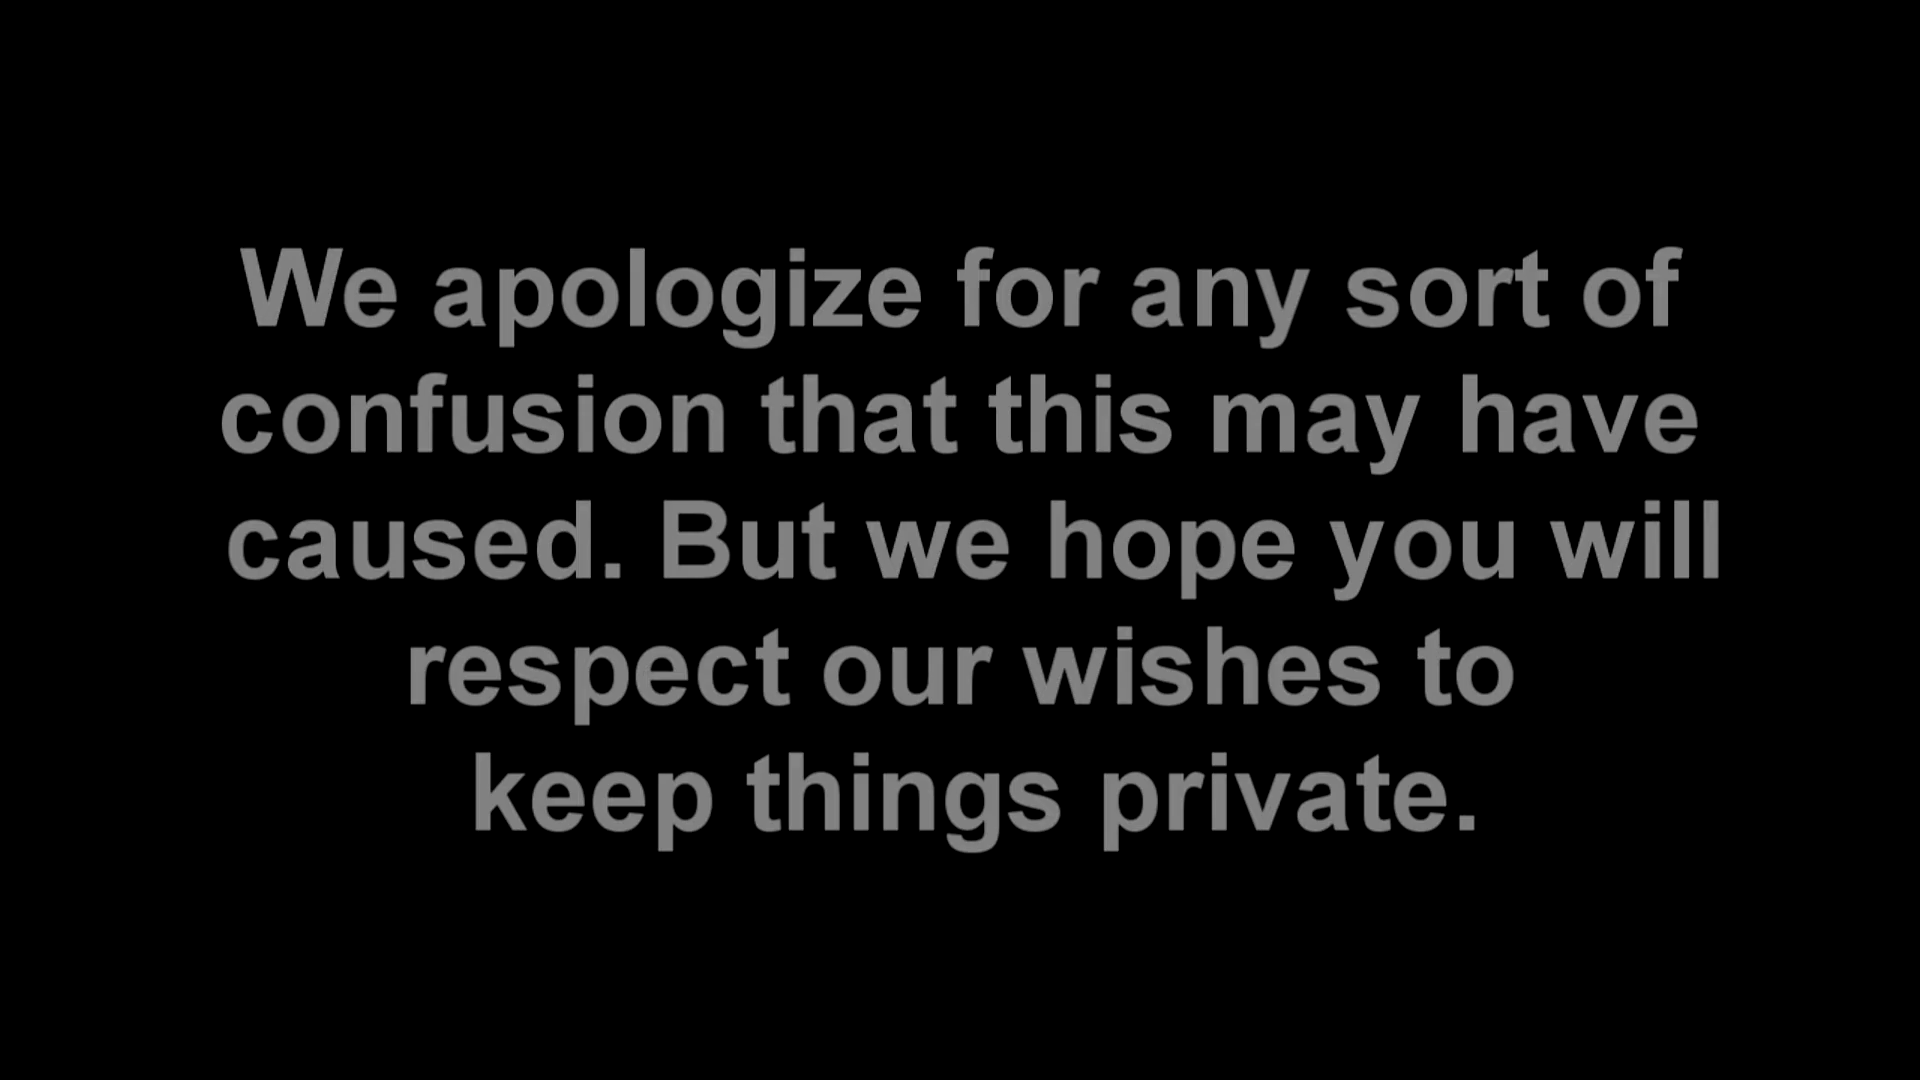 We apologize for any sort of
confusion that this may have
caused. But we hope you will
respect our wishes to
keep things private.